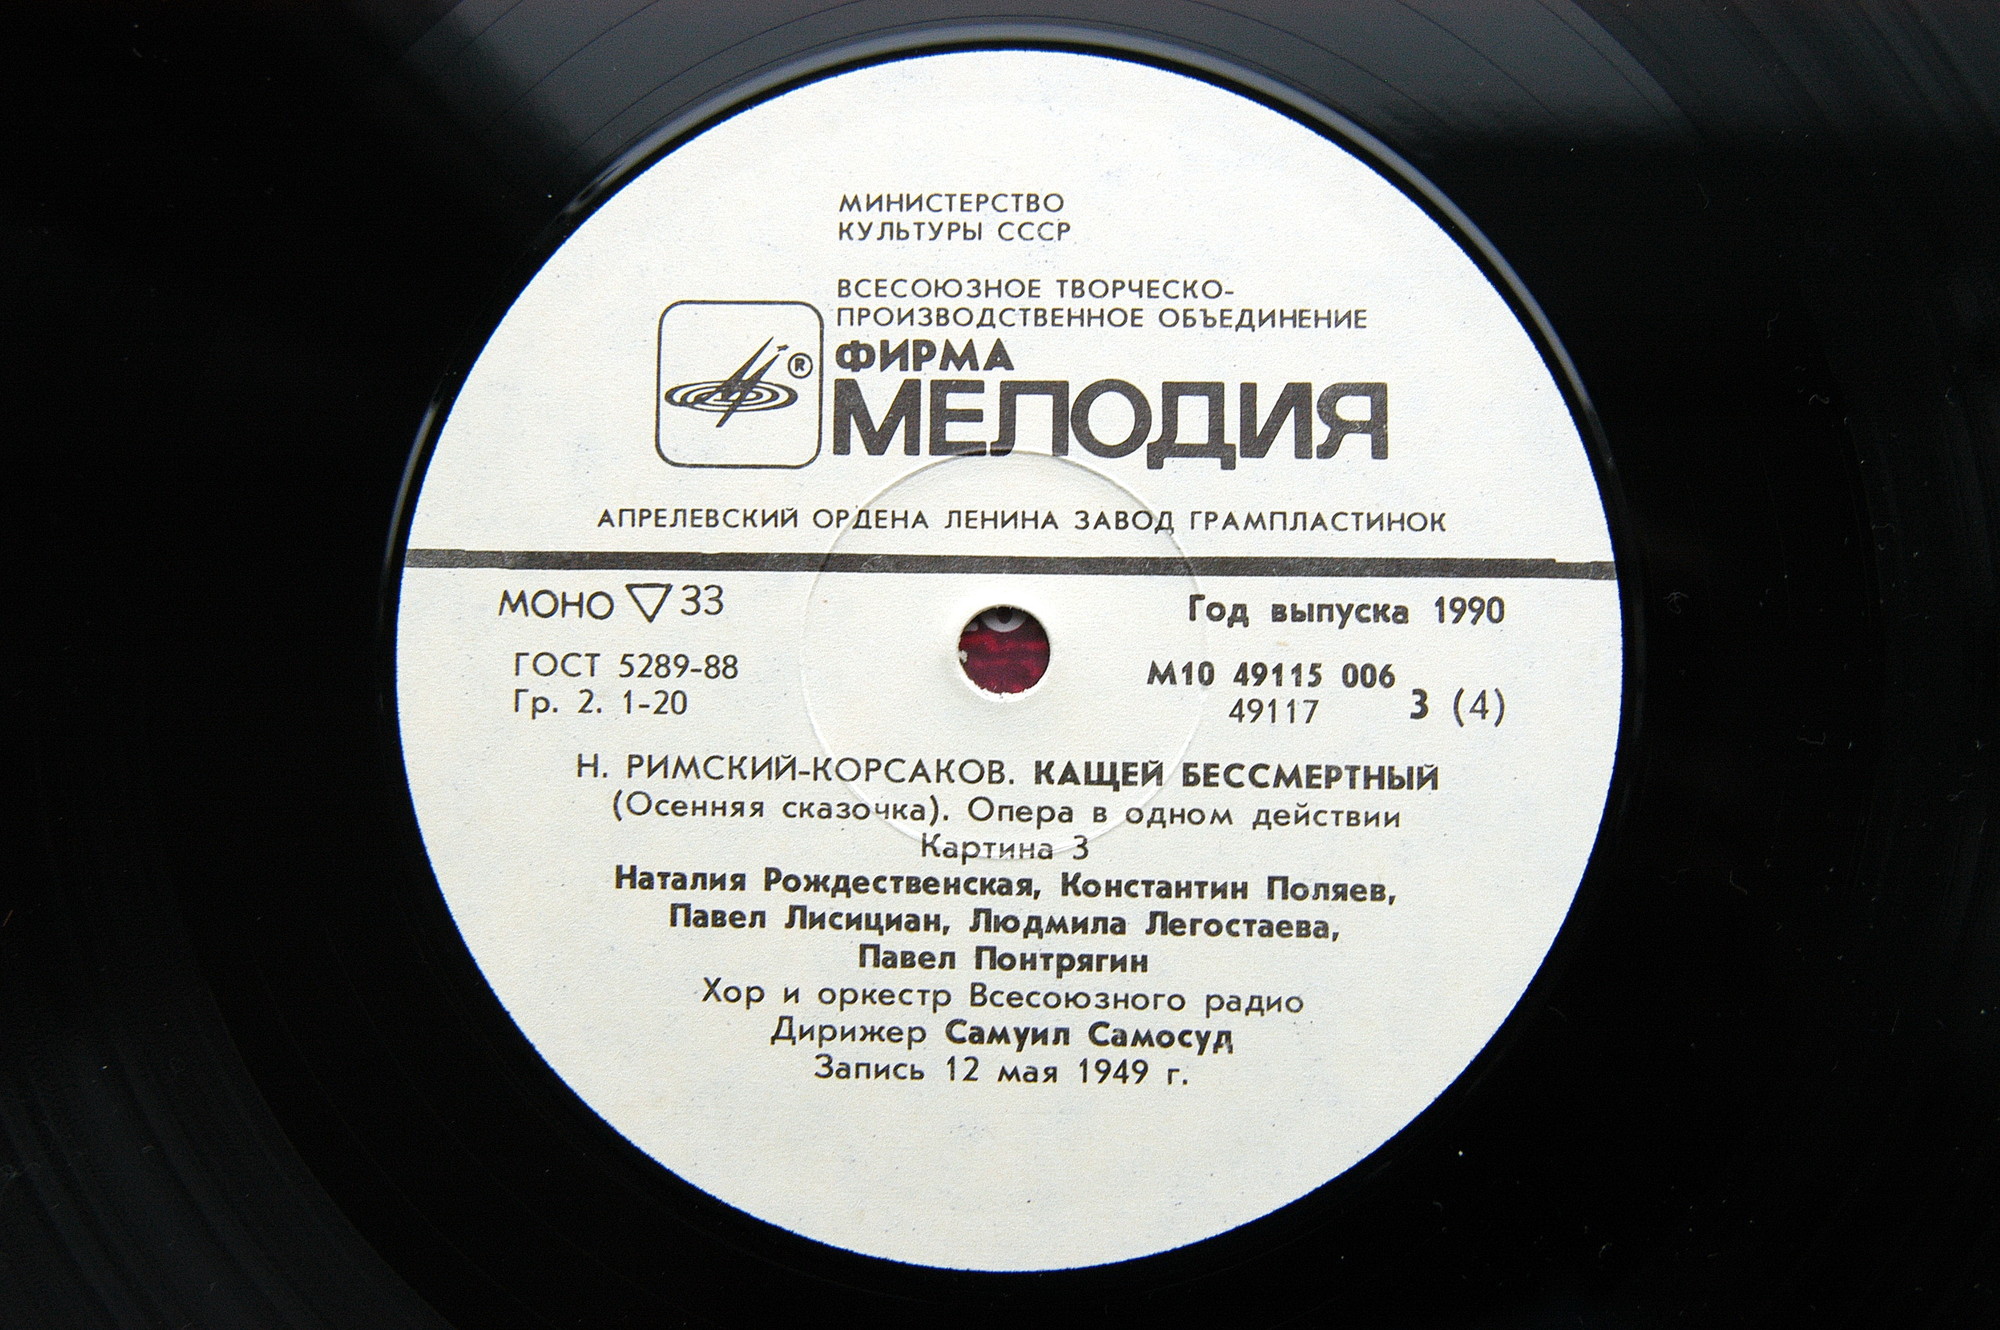 МИНИСТЕРСТВО
КУЛЬТУРЫ СССР
ВСЕСОЮЗНОЕ ТВОРЧЕСКО-
ПРОИЗВОДСТВЕННОЕ ОБЪЕДИНЕНИЕ
ФИРМА
®
МЕЛОДИЯ
АПРЕЛЕВСКИЙ ОРДЕНА ЛЕНИНА ЗАВОД ГРАМПЛАСТИНОК
МОНО ▽ 33 Год выпуска 1990
ГОСТ 5289-88 М10 49115 006
Гр. 2. 1-20 49117 3 (4)
Н. РИМСКИЙ-КОРСАКОВ. КАЩЕЙ БЕССМЕРТНЫЙ
(Осенняя сказочка). Опера в одном действии
Картина 3
Наталия Рождественская, Константин Поляев,
Павел Лисициан, Людмила Легостаева,
Павел Понтрягин
Хор и оркестр Всесоюзного радио
Дирижер Самуил Самосуд
Запись 12 мая 1949 г.